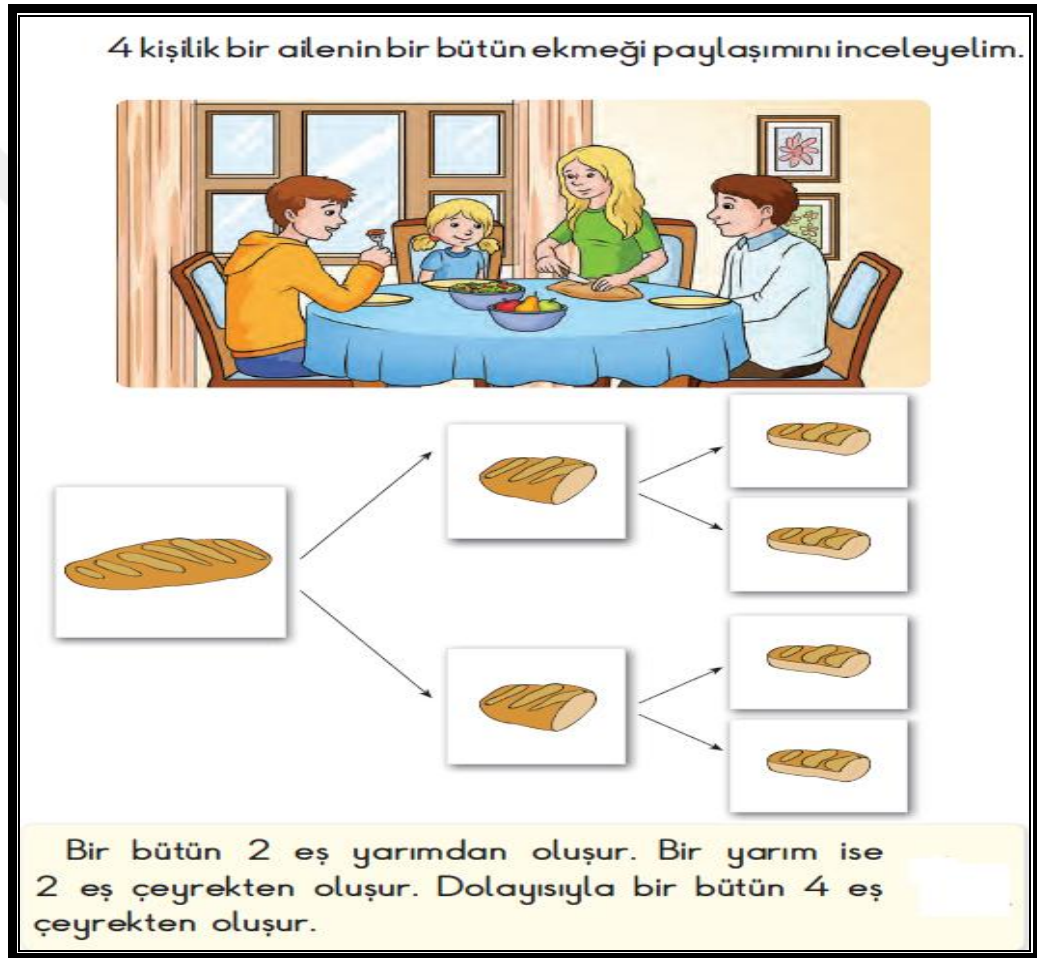 4 kişilik bir ailenin bir bütün ekmeği paylaşımını inceleyelim.
Bir bütün 2 eş yarımdan oluşur. Bir yarım ise
2 eş çeyrekten oluşur. Dolayısıyla bir bütün 4 eş
çeyrekten oluşur.